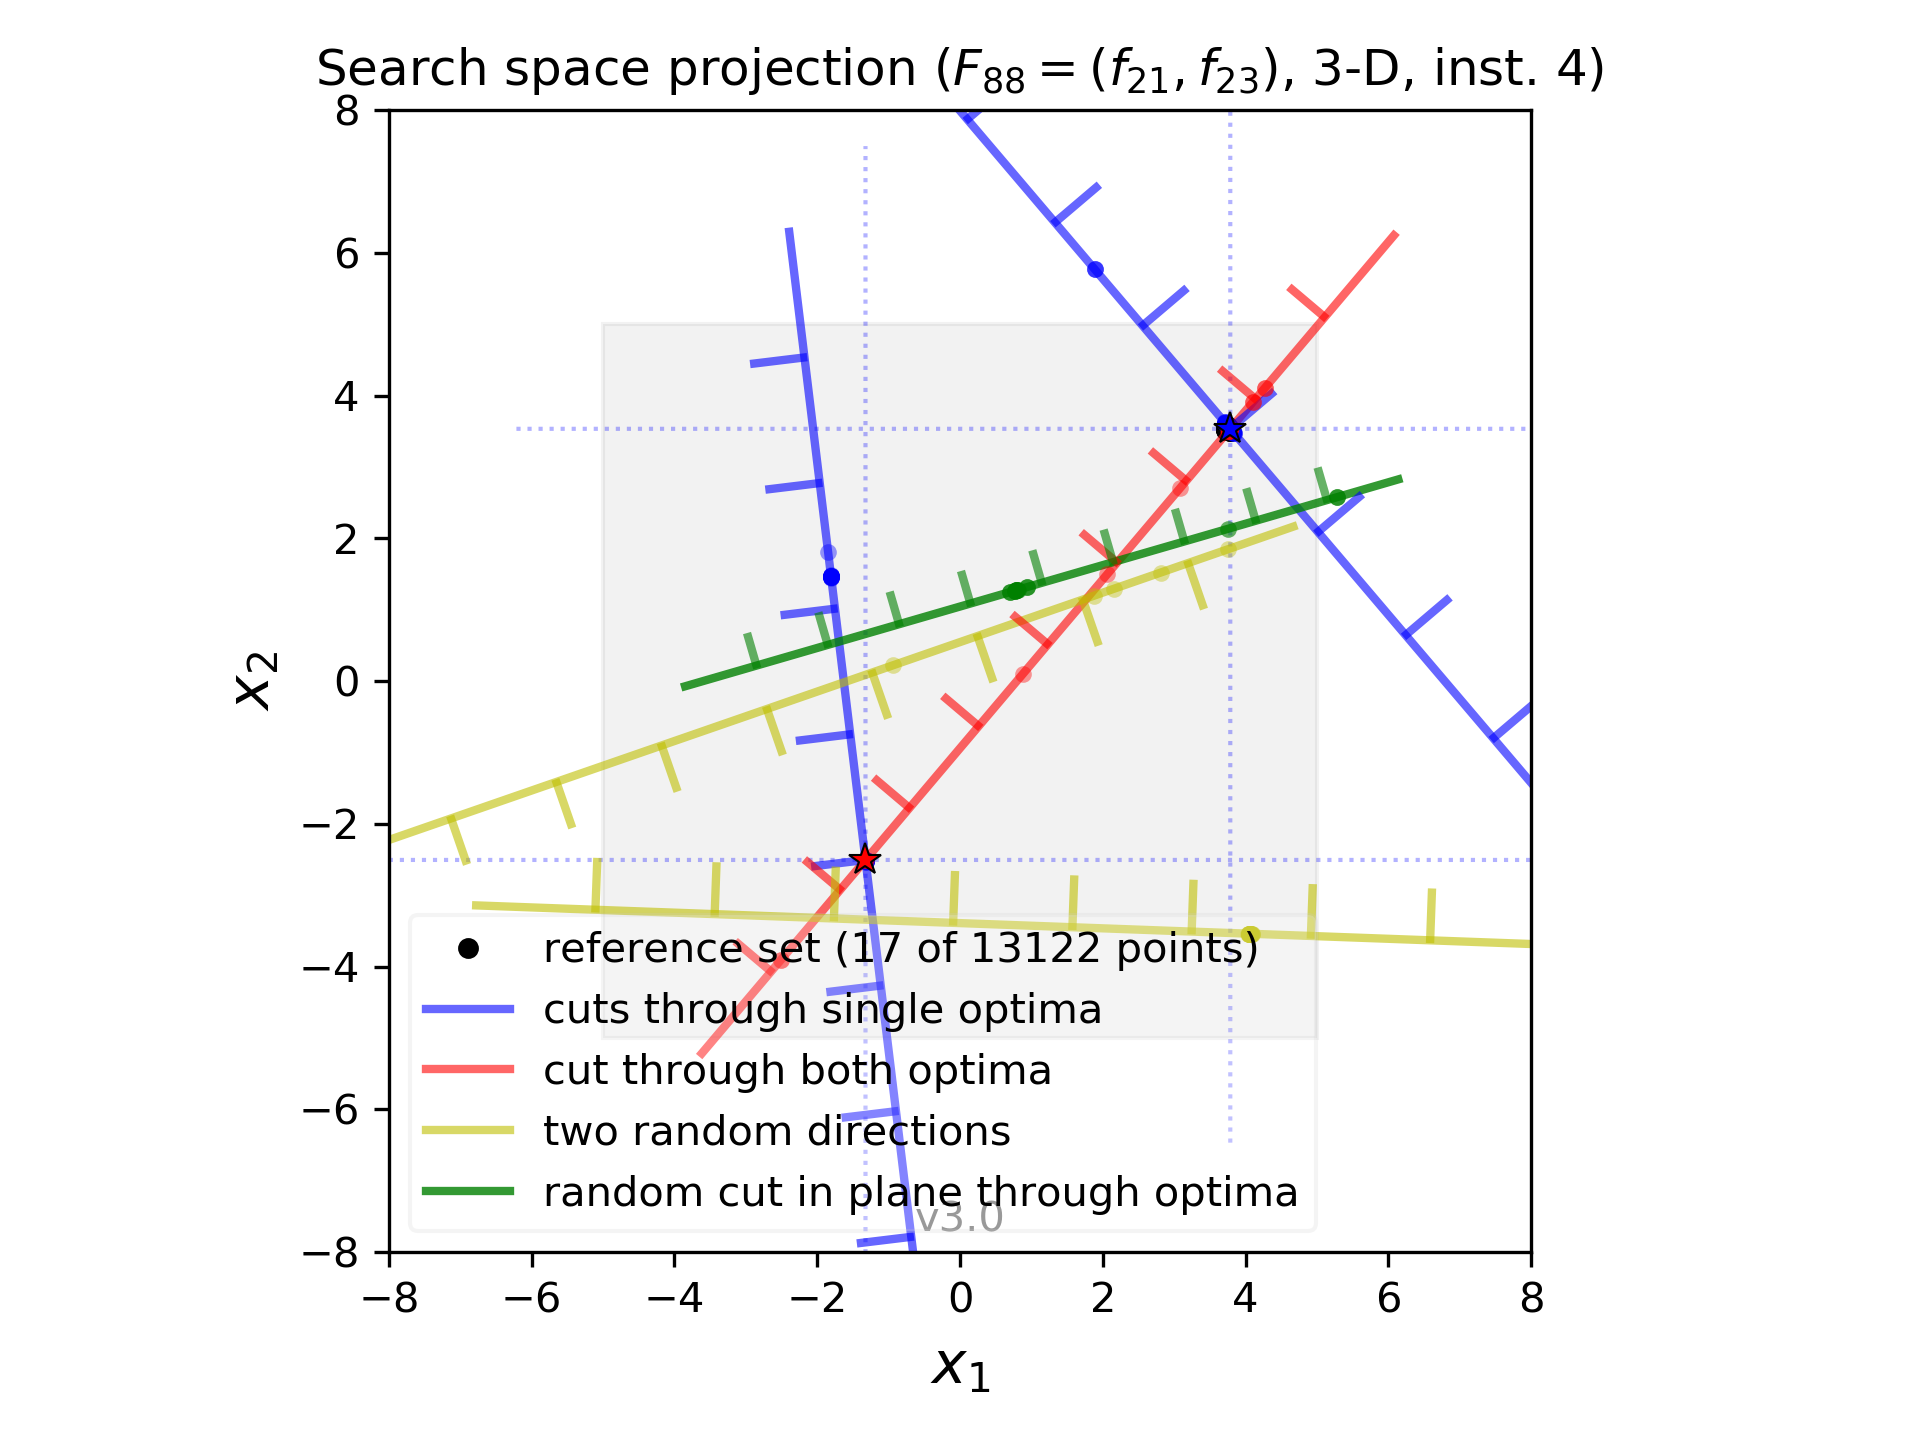 Search space projection (F88 = (f21, f23), 3-D, inst. 4)
8
6
4
2
0
−2
−4
−6
−8
x2
reference set (17 of 13122 points)
cuts through single optima
cut through both optima
two random directions
random cut in plane through optima
v3.0
−8 −6 −4 −2 0 2 4 6 8
x1